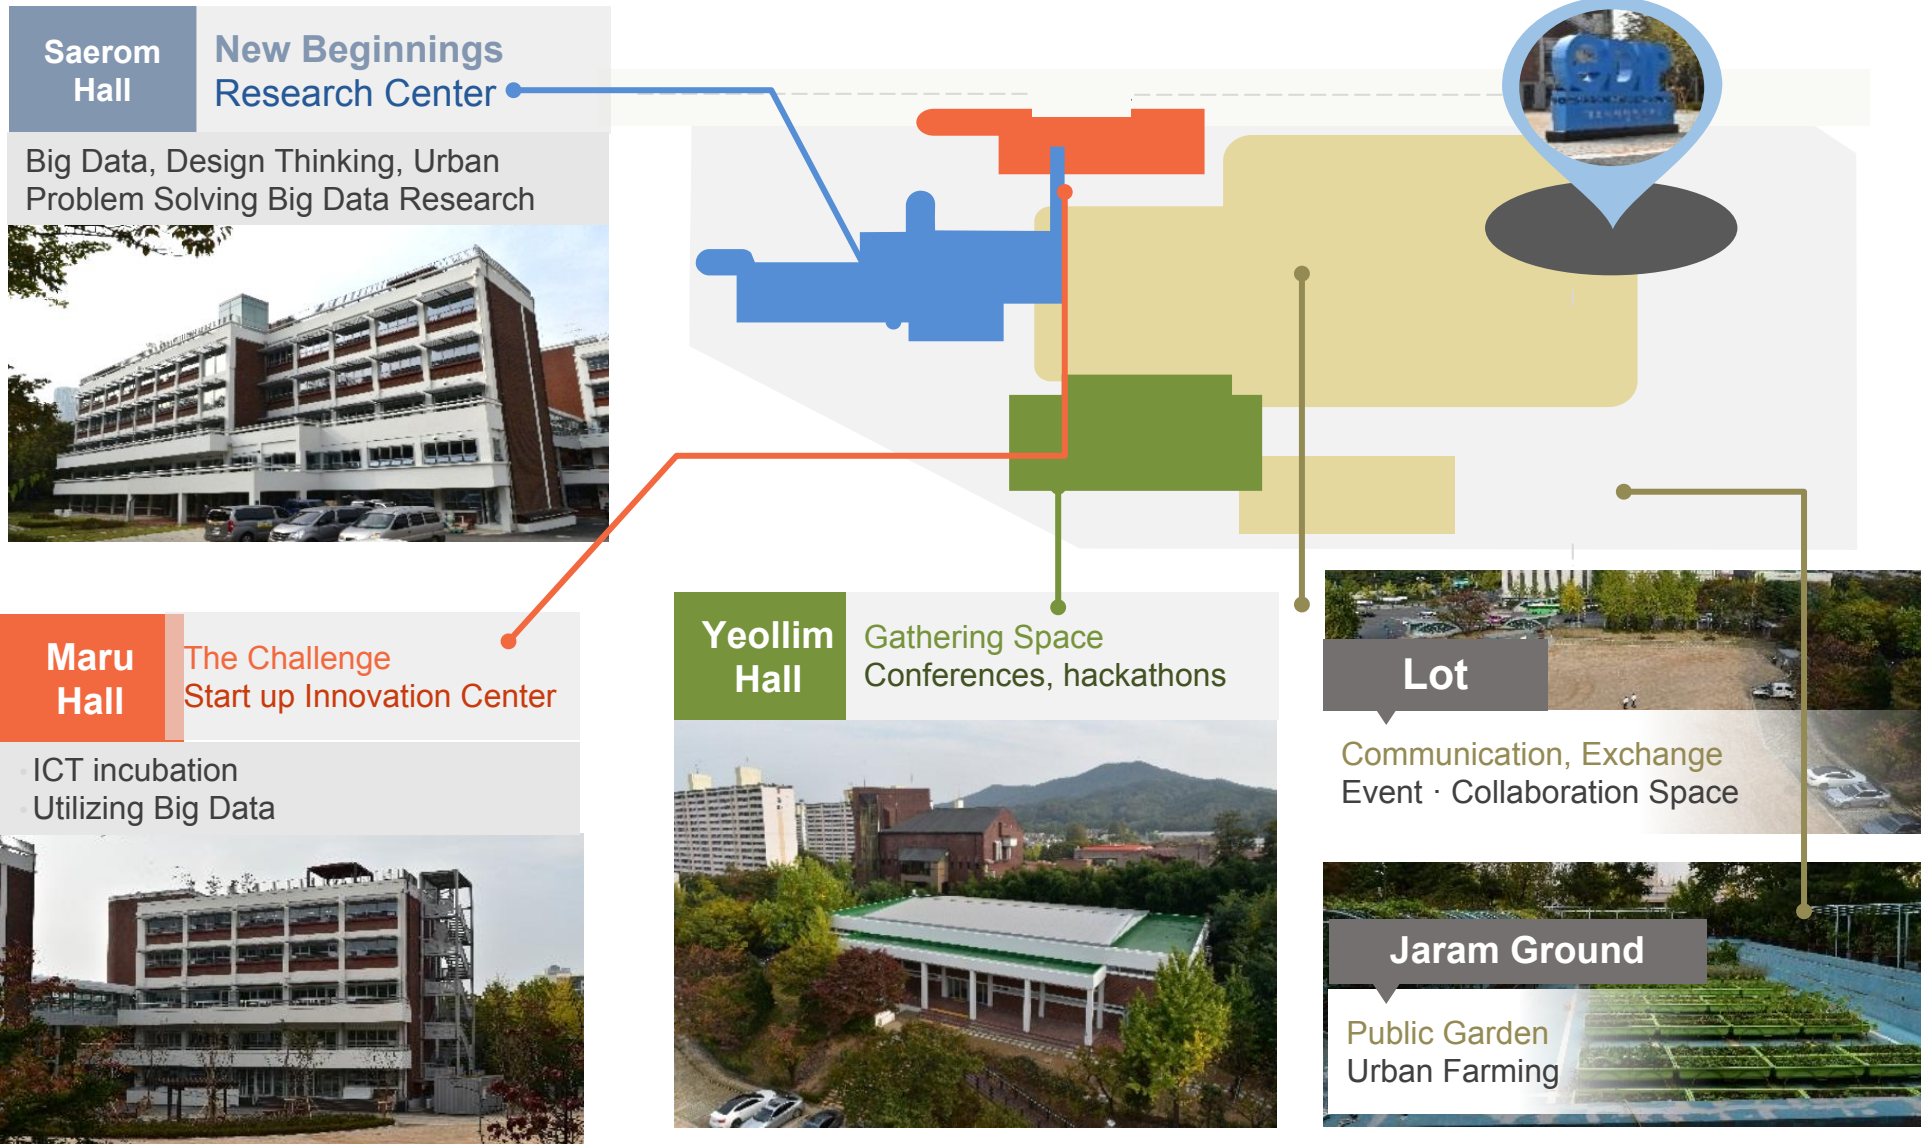 Saerom
Hall
New Beginnings
Research Center
Big Data, Design Thinking, Urban
Problem Solving Big Data Research
Maru
Hall
The Challenge
Start up Innovation Center
· ICT incubation
· Utilizing Big Data
Yeollim
Hall
Gathering Space
Conferences, hackathons
Lot
Communication, Exchange
Event · Collaboration Space
Jaram Ground
Public Garden
Urban Farming